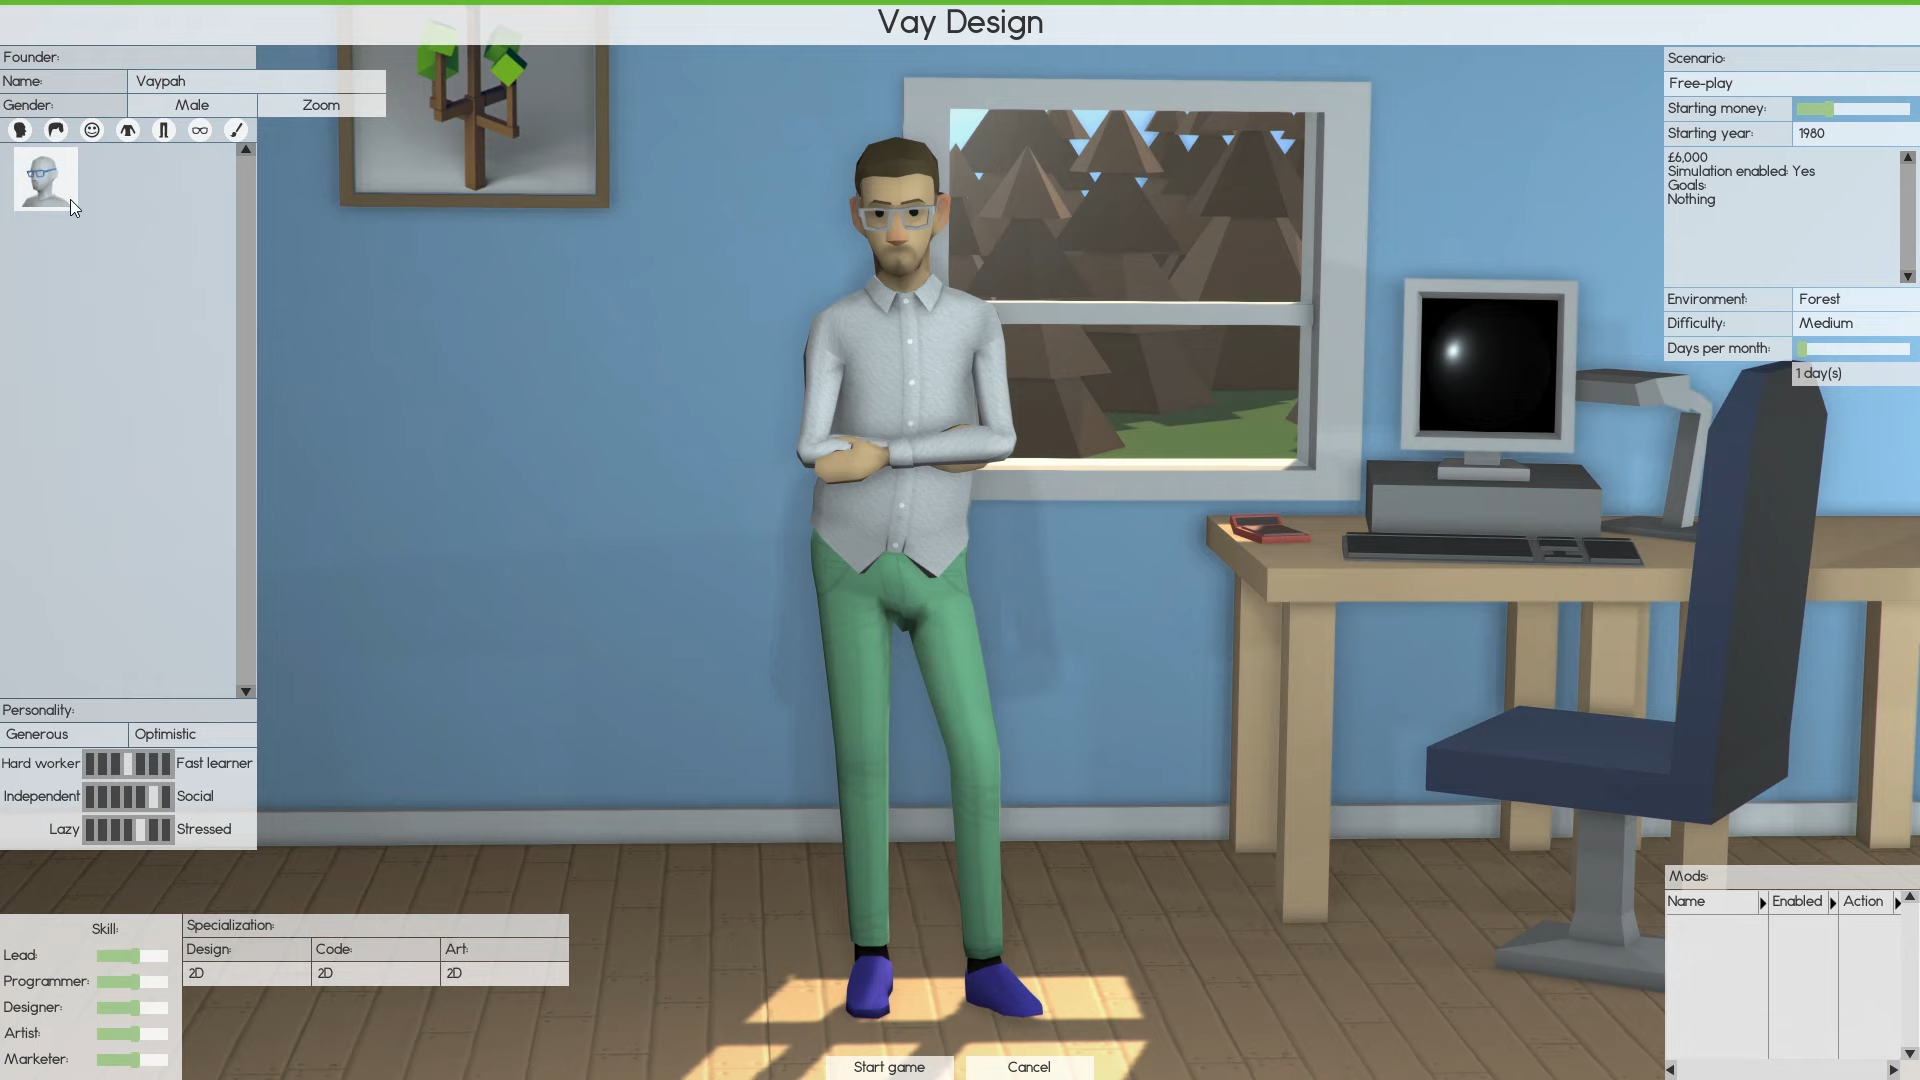 Vay Design
Founder:
Name: Vaypah
Gender: Male Zoom
Personality:
Generous Optimistic
Hard worker Fast learner
Independent Social
Lazy Stressed
Skill:
Lead:
Programmer:
Designer:
Artist:
Marketer:
Specialization:
Design: Code: Art:
2D 2D 2D
Start game Cancel
Scenario:
Free-play
Starting money:
Starting year: 1980
£6,000
Simulation enabled: Yes
Goals:
Nothing
Environment: Forest
Difficulty: Medium
Days per month:
1 day(s)
Mods:
Name Enabled Action